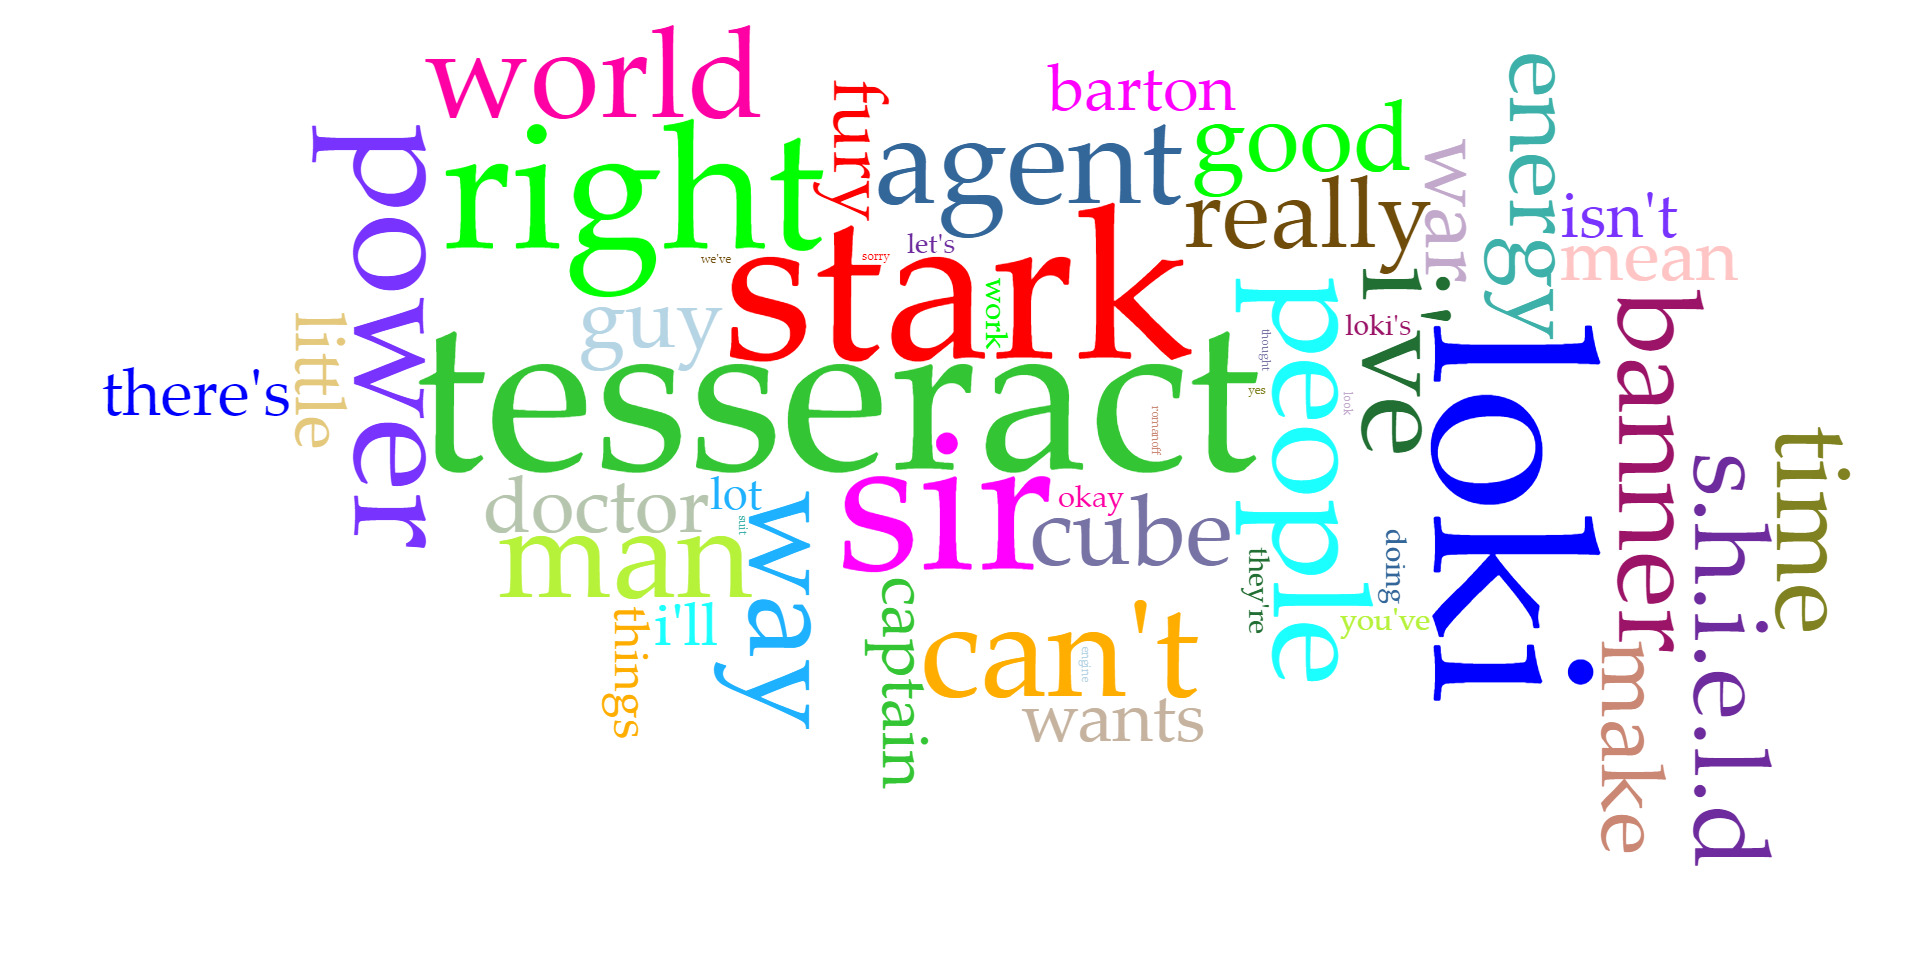 world
barton
energy
power
right
fury
agent
good
war
really
isn't
mean
let's
we've
sorry
stark
i've
people
work
guy
little
loki's
loki
banner
thought
there's
tesseract
yes
look
romanoff
time
s.h.i.e.l.d
doctor
lot
sir
okay
cube
way
suit
man
doing
they're
captain
can't
i'll
things
you've
engne
make
wants